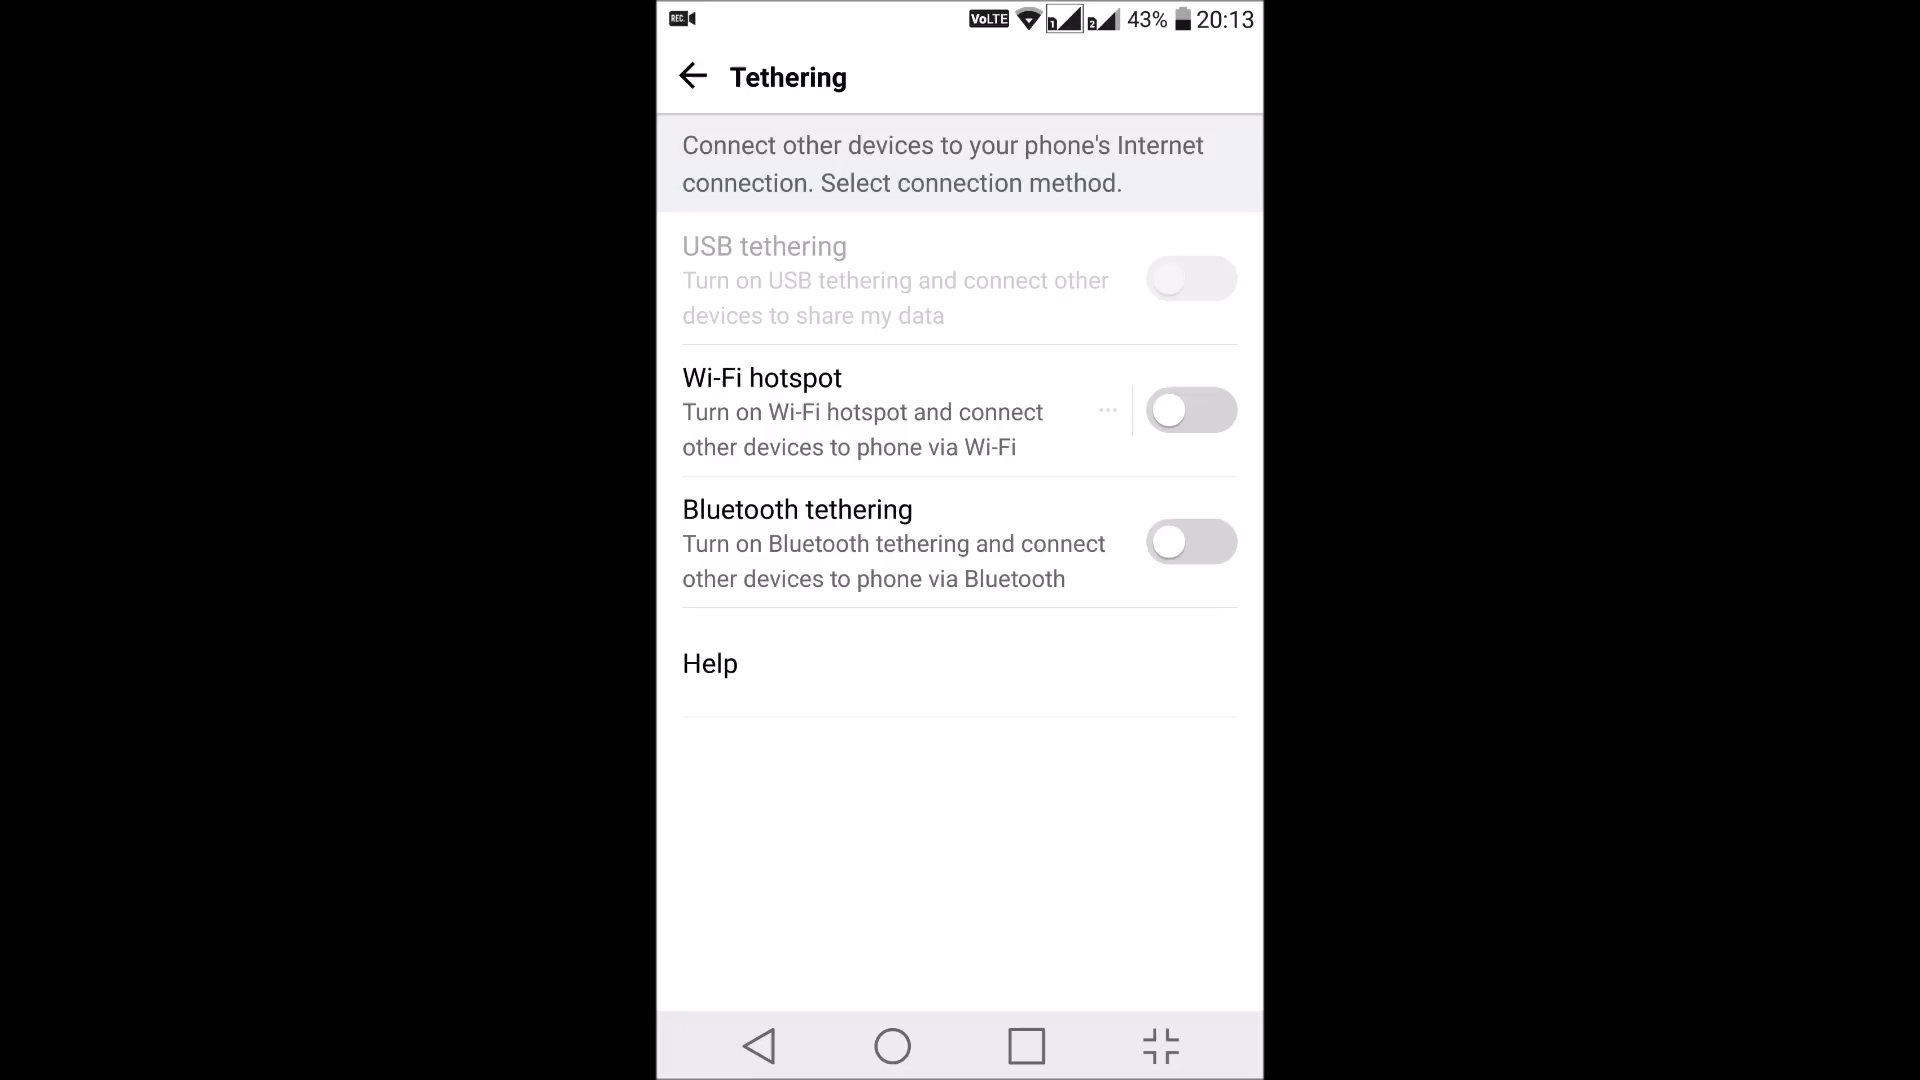 REC VoLTE 1 2 43% 20:13
Tethering
Connect other devices to your phone's Internet
connection. Select connection method.
USB tethering
Turn on USB tethering and connect other
devices to share my data
Wi-Fi hotspot
Turn on Wi-Fi hotspot and connect
other devices to phone via Wi-Fi
Bluetooth tethering
Turn on Bluetooth tethering and connect
other devices to phone via Bluetooth
Help